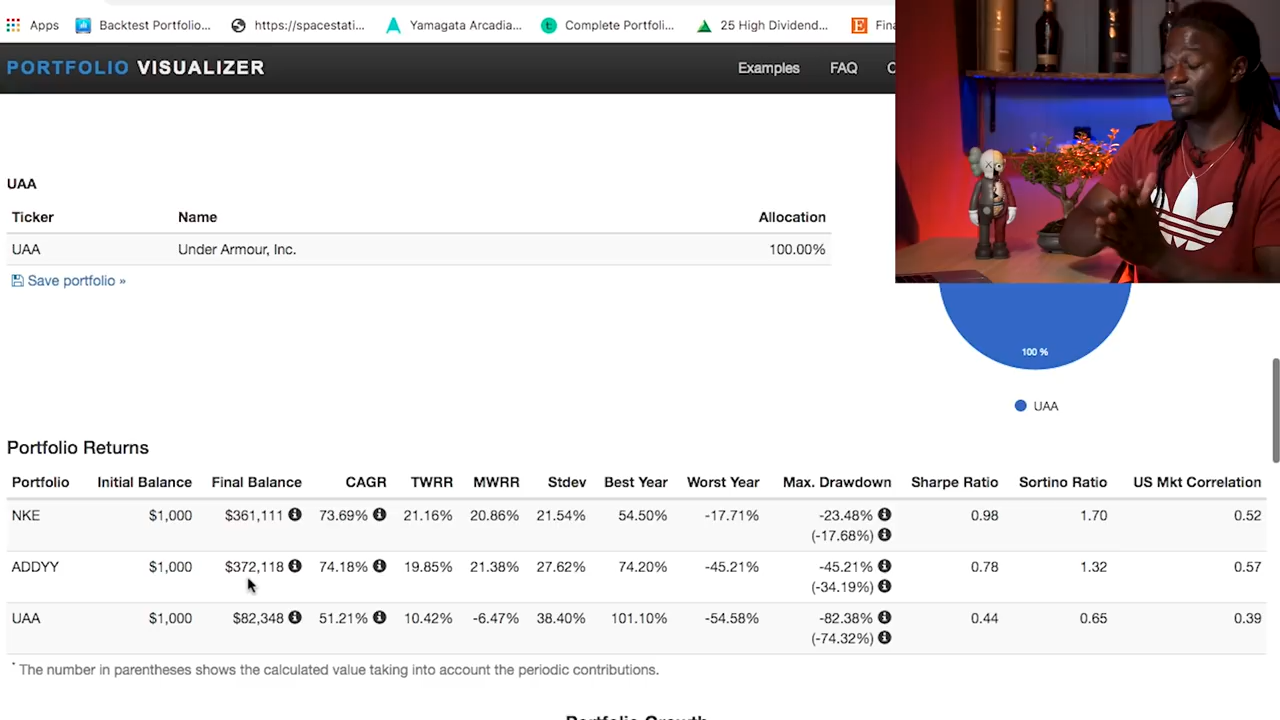 Apps Backtest Portfolio... https://spacestati... Yamagata Arcadia... Complete Portfoli... 25 High Dividend... Fina
PORTFOLIO VISUALIZER Examples FAQ
UAA
Ticker Name Allocation
UAA Under Armour, Inc. 100.00%
Save portfolio »
100 %
UAA
Portfolio Returns
Portfolio Initial Balance Final Balance CAGR TWRR MWRR Stdev Best Year Worst Year Max. Drawdown Sharpe Ratio Sortino Ratio US Mkt Correlation
NKE $1,000 $361,111 73.69% 21.16% 20.86% 21.54% 54.50% -17.71% -23.48% 0.98 1.70 0.52
(-17.68%)
ADDYY $1,000 $372,118 74.18% 19.85% 21.38% 27.62% 74.20% -45.21% -45.21% 0.78 1.32 0.57
(-34.19%)
UAA $1,000 $82,348 51.21% 10.42% -6.47% 38.40% 101.10% -54.58% -82.38% 0.44 0.65 0.39
(-74.32%)
* The number in parentheses shows the calculated value taking into account the periodic contributions.
Portfolio Growth